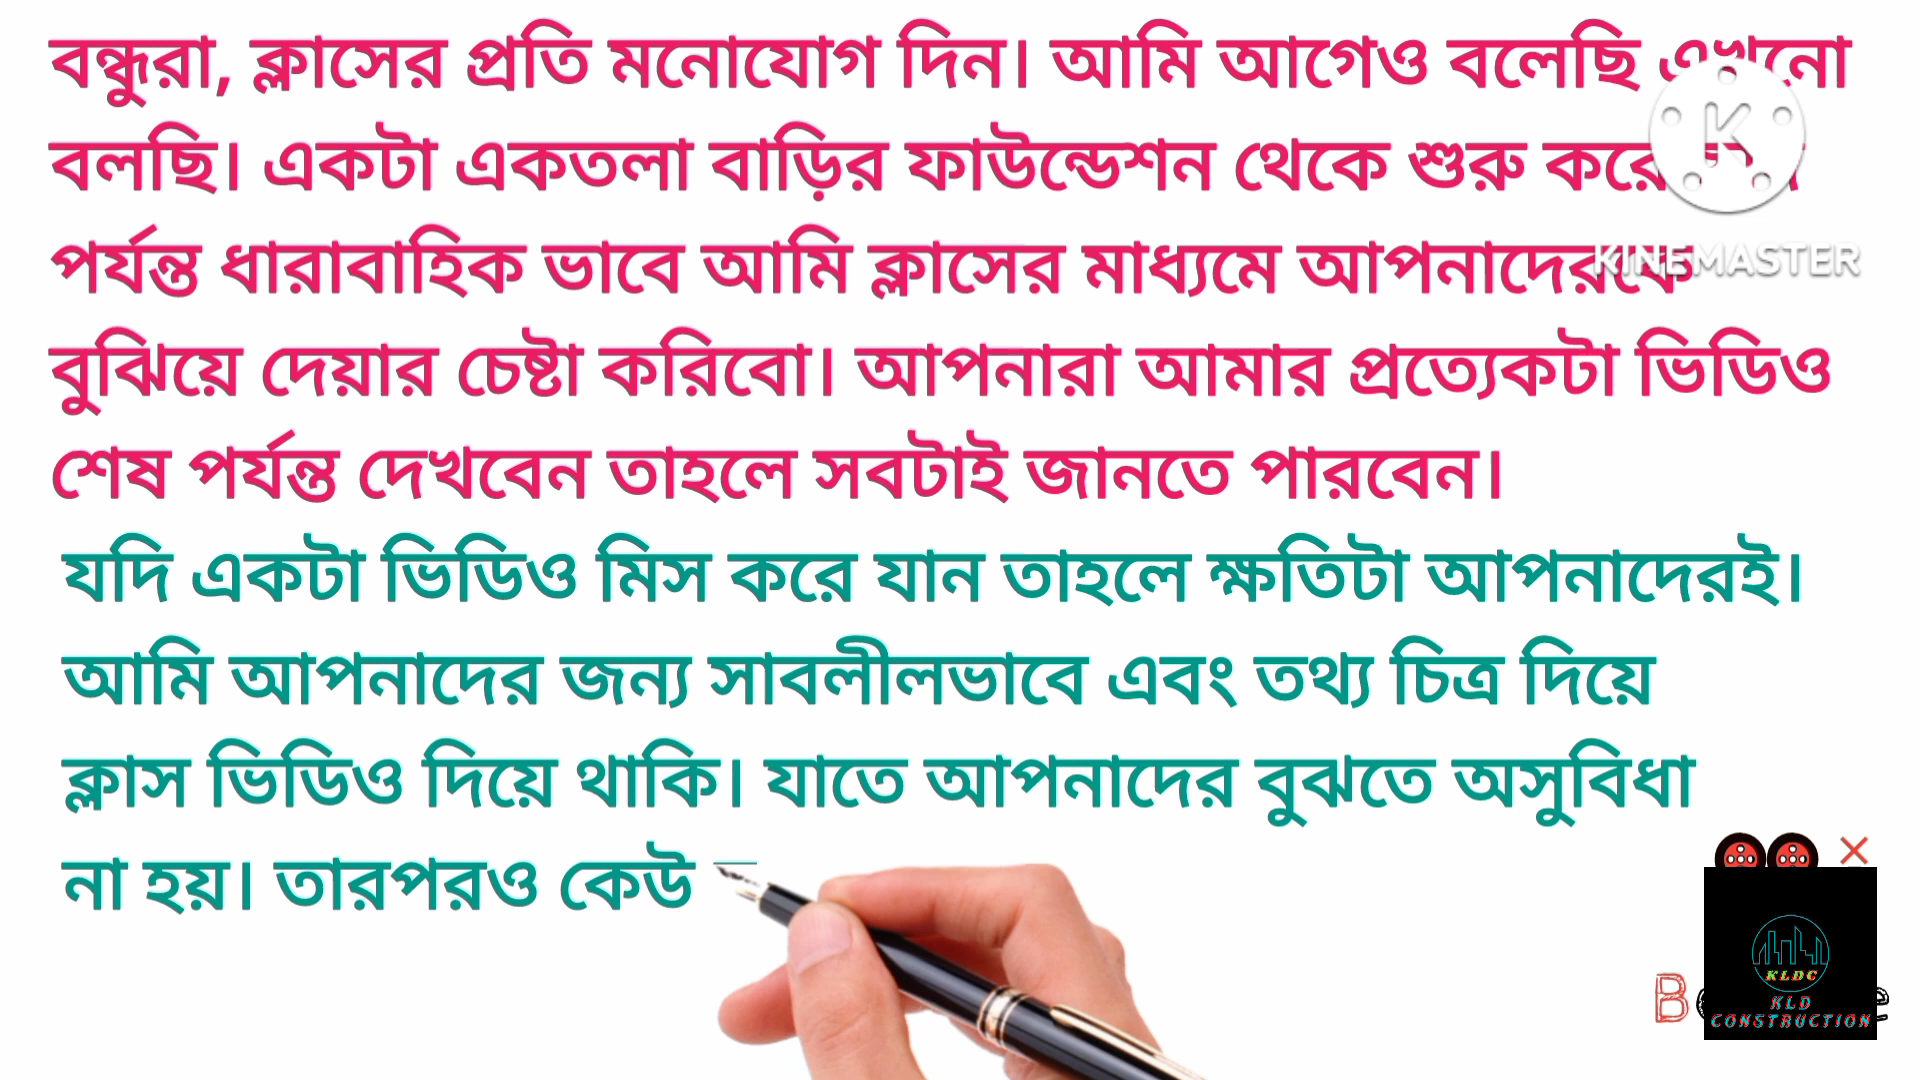 বন্ধুরা, ক্লাসের প্রতি মনোযোগ দিন। আমি আগেও বলেছি এখনো
বলছি। একটা একতলা বাড়ির ফাউন্ডেশন থেকে শুরু করে
পর্যন্ত ধারাবাহিক ভাবে আমি ক্লাসের মাধ্যমে আপনাদেরকে
বুঝিয়ে দেয়ার চেষ্টা করিবো। আপনারা আমার প্রত্যেকটা ভিডিও
শেষ পর্যন্ত দেখবেন তাহলে সবটাই জানতে পারবেন।
যদি একটা ভিডিও মিস করে যান তাহলে ক্ষতিটা আপনাদেরই।
আমি আপনাদের জন্য সাবলীলভাবে এবং তথ্য চিত্র দিয়ে
ক্লাস ভিডিও দিয়ে থাকি। যাতে আপনাদের বুঝতে অসুবিধা
না হয়। তারপরও কেউ
K
KINEMASTER
KLDC
KLD
CONSTRUCTION